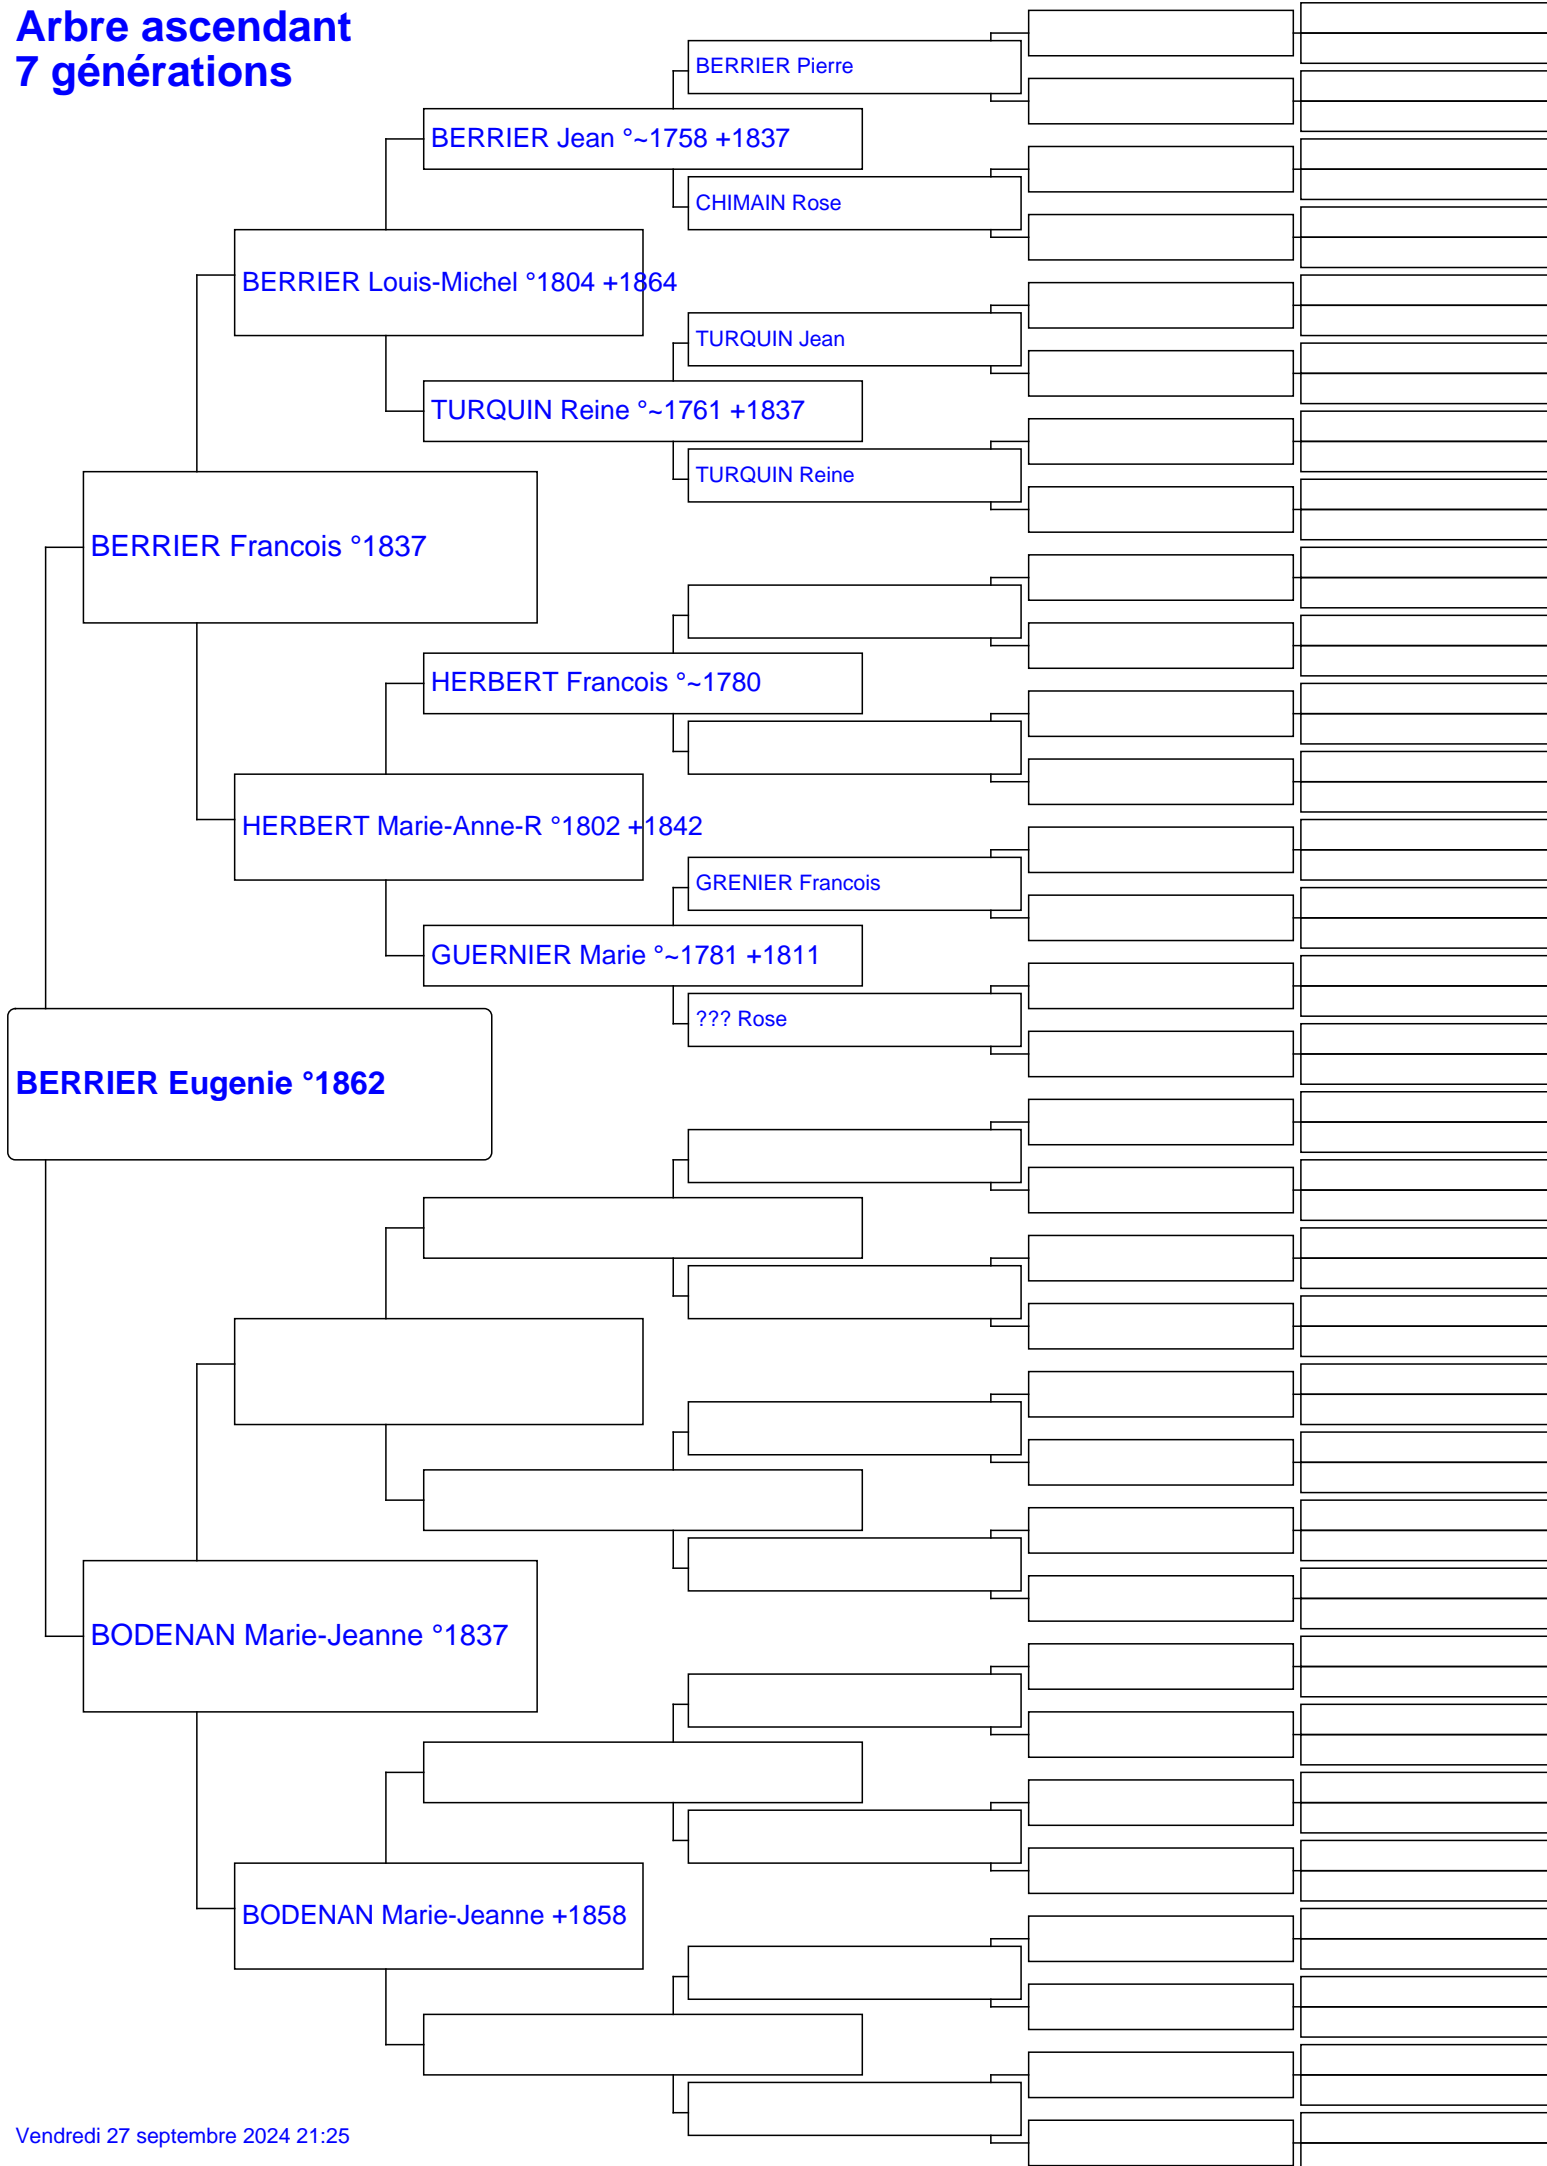 Arbre ascendant
7 générations
BERRIER Pierre
BERRIER Jean °~1758 +1837
CHIMAIN Rose
BERRIER Louis-Michel °1804 +1864
TURQUIN Jean
TURQUIN Reine °~1761 +1837
TURQUIN Reine
BERRIER Francois °1837
HERBERT Francois °~1780
HERBERT Marie-Anne-R °1802 +1842
GRENIER Francois
GUERNIER Marie °~1781 +1811
??? Rose
BERRIER Eugenie °1862
BODENAN Marie-Jeanne °1837
BODENAN Marie-Jeanne +1858
Vendredi 27 septembre 2024 21:25